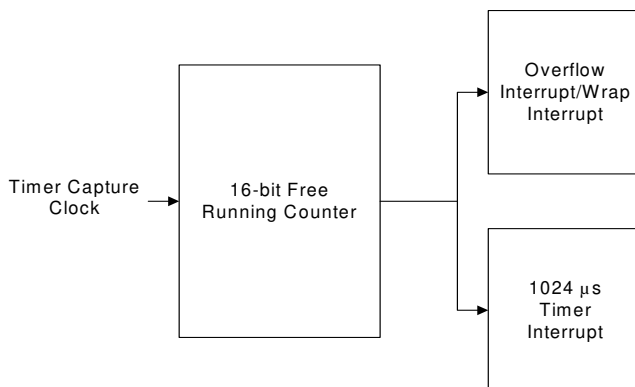 Timer Capture
Clock
16-bit Free
Running Counter
Overflow
Interrupt/Wrap
Interrupt
1024 μs
Timer
Interrupt